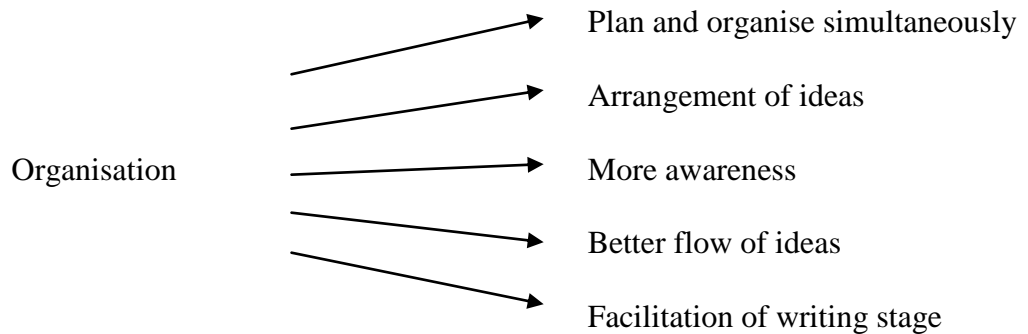 Plan and organise simultaneously
Arrangement of ideas
Organisation
More awareness
Better flow of ideas
Facilitation of writing stage